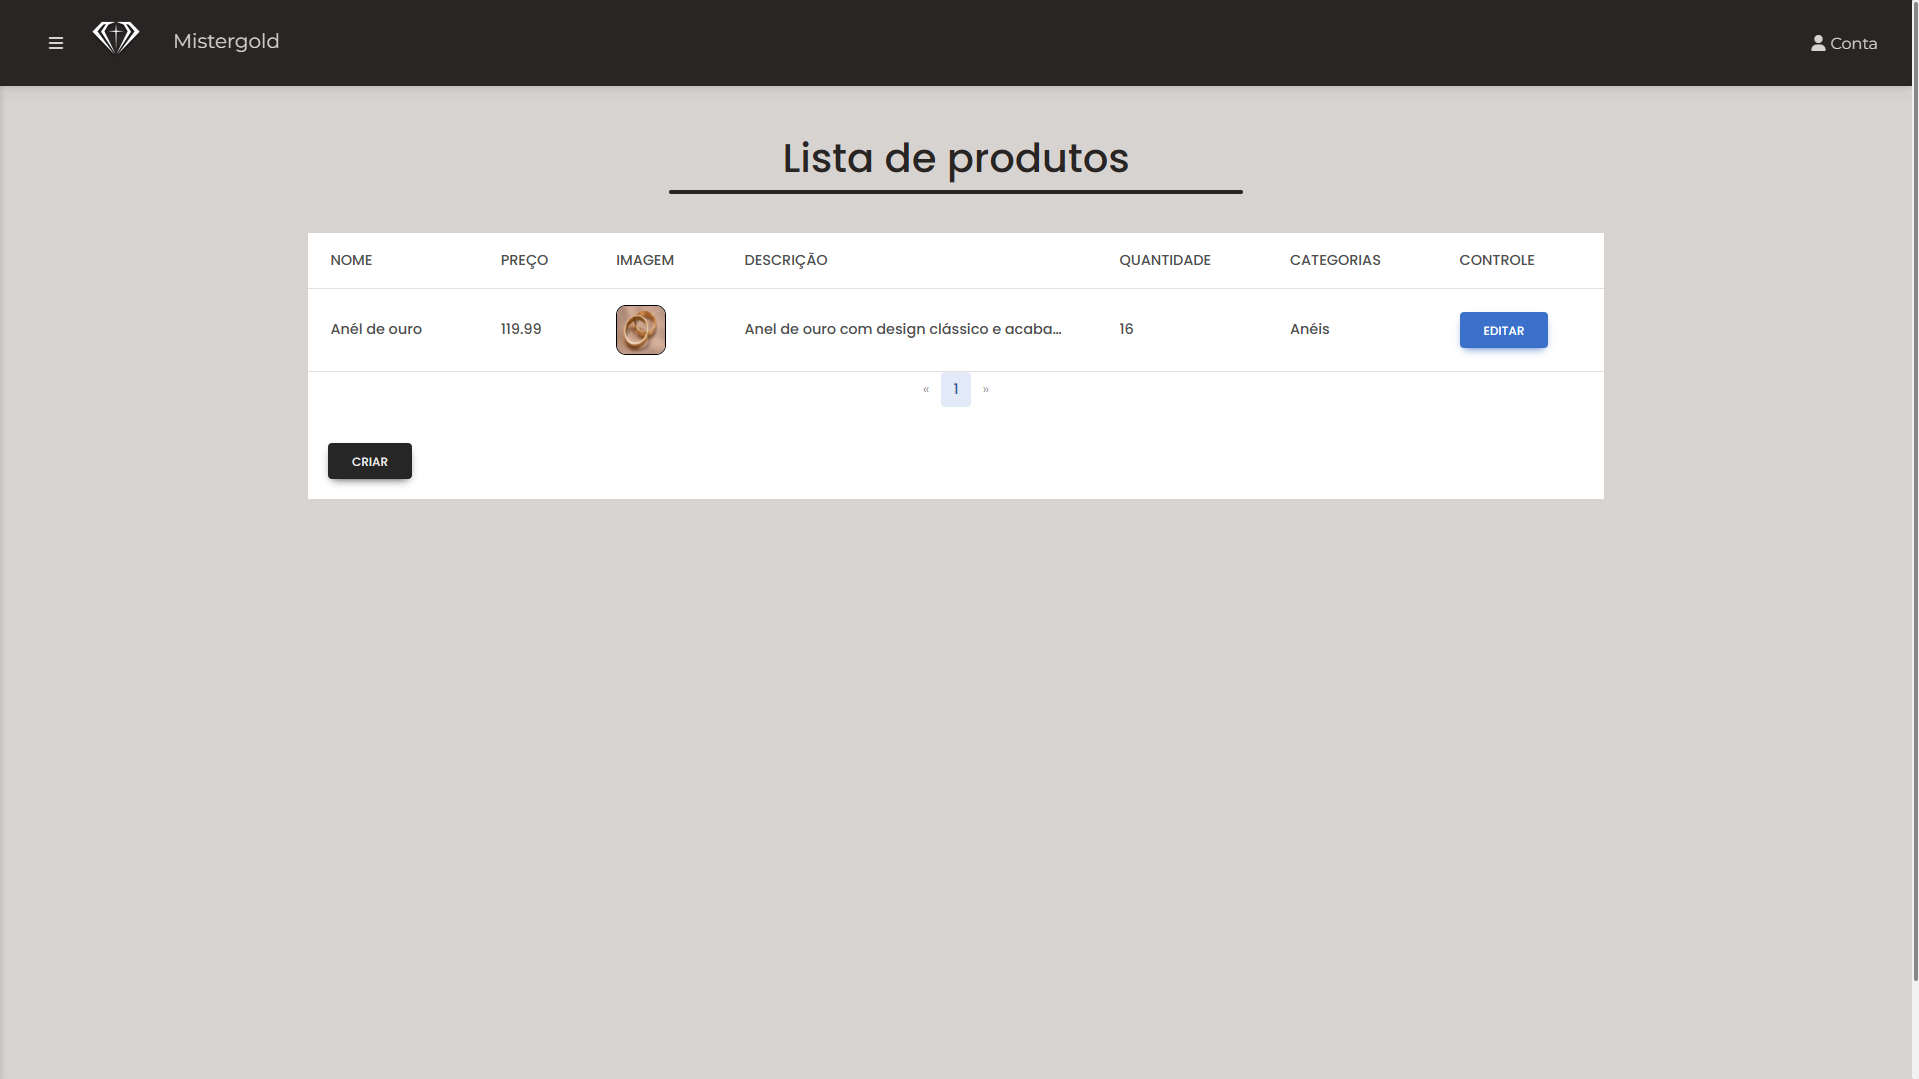 Mistergold
Conta
Lista de produtos
NOME PREÇO IMAGEM DESCRIÇÃO QUANTIDADE CATEGORIAS CONTROLE
Anél de ouro 119.99 Anel de ouro com design clássico e acaba... 16 Anéis EDITAR
« 1 »
CRIAR